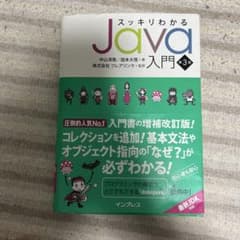 スッキリわかる
Java
入門 第3版
中山清喬、国本大悟・著
株式会社フレアリンク・監修
圧倒的人気No.1 入門書の増補改訂版!
コレクションを追加!基本文法や
オブジェクト指向の「なぜ?」が
必ずわかる!
インプレス